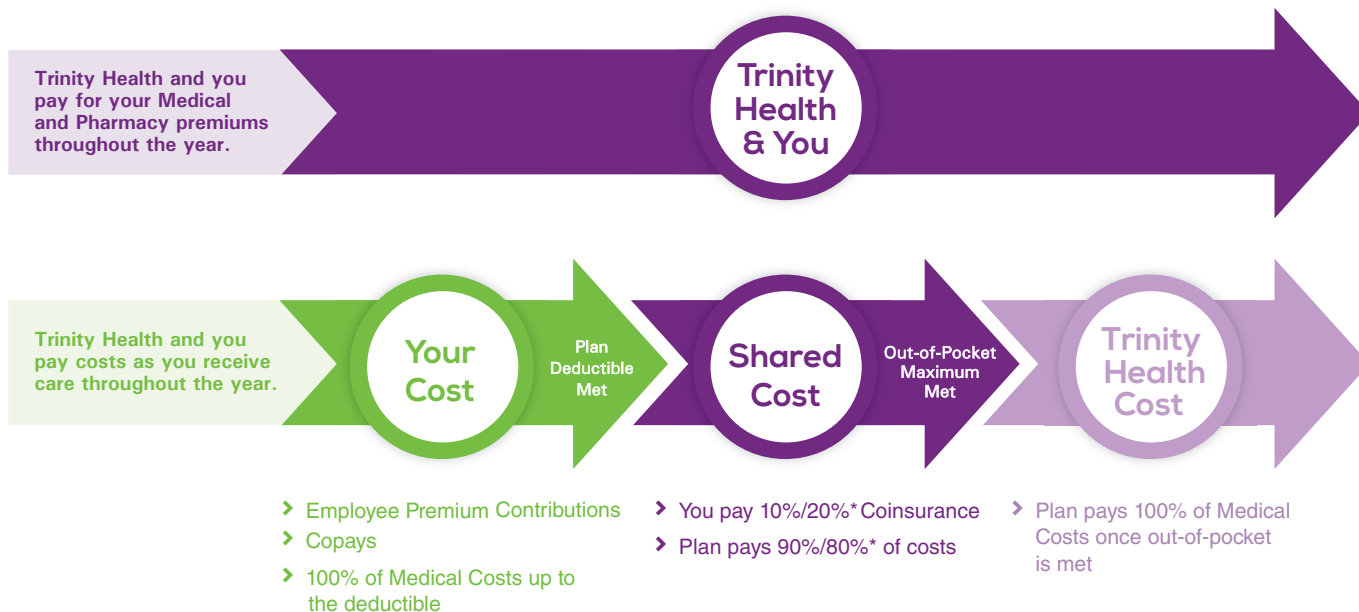 Trinity Health and you
pay for your Medical
and Pharmacy premiums
throughout the year.
Trinity
Health
& You
Trinity Health and you
pay costs as you receive
care throughout the year.
Your
Cost
Plan
Deductible
Met
Shared
Cost
Out-of-Pocket
Maximum
Met
Trinity
Health
Cost
> Employee Premium Contributions
> Copays
> 100% of Medical Costs up to
the deductible
> You pay 10%/20%* Coinsurance
> Plan pays 90%/80%* of costs
> Plan pays 100% of Medical
Costs once out-of-pocket
is met